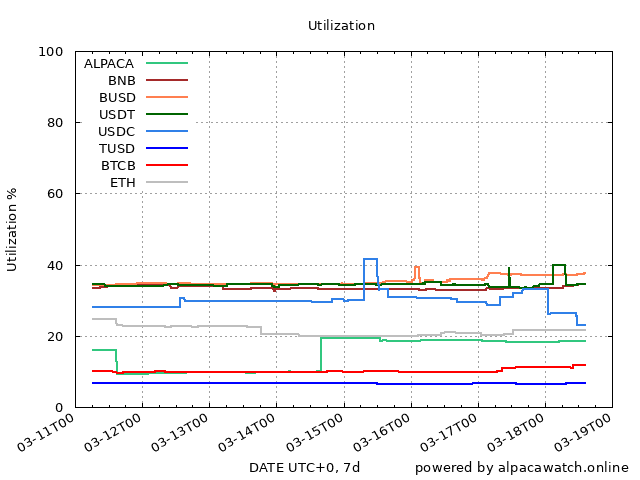 Utilization
100
80
60
40
20
0
Utilization %
ALPACA
BNB
BUSD
USDT
USDC
TUSD
BTCB
ETH
03-11T00
03-12T00
03-13T00
03-14T00
03-15T00
03-16T00
03-17T00
03-18T00
03-19T00
DATE UTC+0, 7d
powered by alpacawatch.online